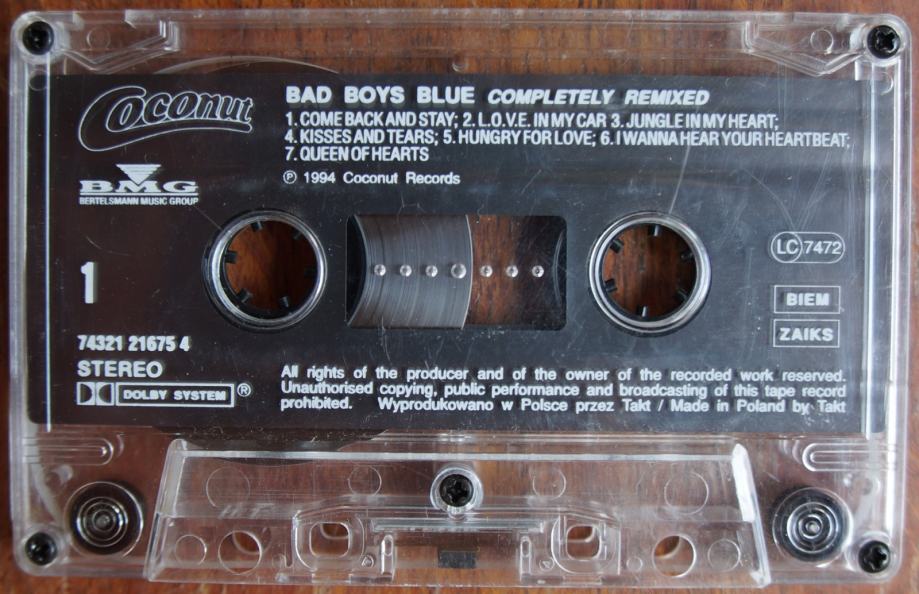 Coconut
BAD BOYS BLUE COMPLETELY REMIXED
1. COME BACK AND STAY; 2. L.O.V.E. IN MY CAR 3. JUNGLE IN MY HEART;
4. KISSES AND TEARS; 5. HUNGRY FOR LOVE; 6. I WANNA HEAR YOUR HEARTBEAT;
7. QUEEN OF HEARTS
℗ 1994 Coconut Records
BMG
BERTELSMANN MUSIC GROUP
LC 7472
1
BIEM
ZAIKS
74321 21675 4
STEREO
DOLBY SYSTEM ®
All rights of the producer and of the owner of the recorded work reserved.
Unauthorised copying, public performance and broadcasting of this tape record
prohibited. Wyprodukowano w Polsce przez Takt / Made in Poland by Takt